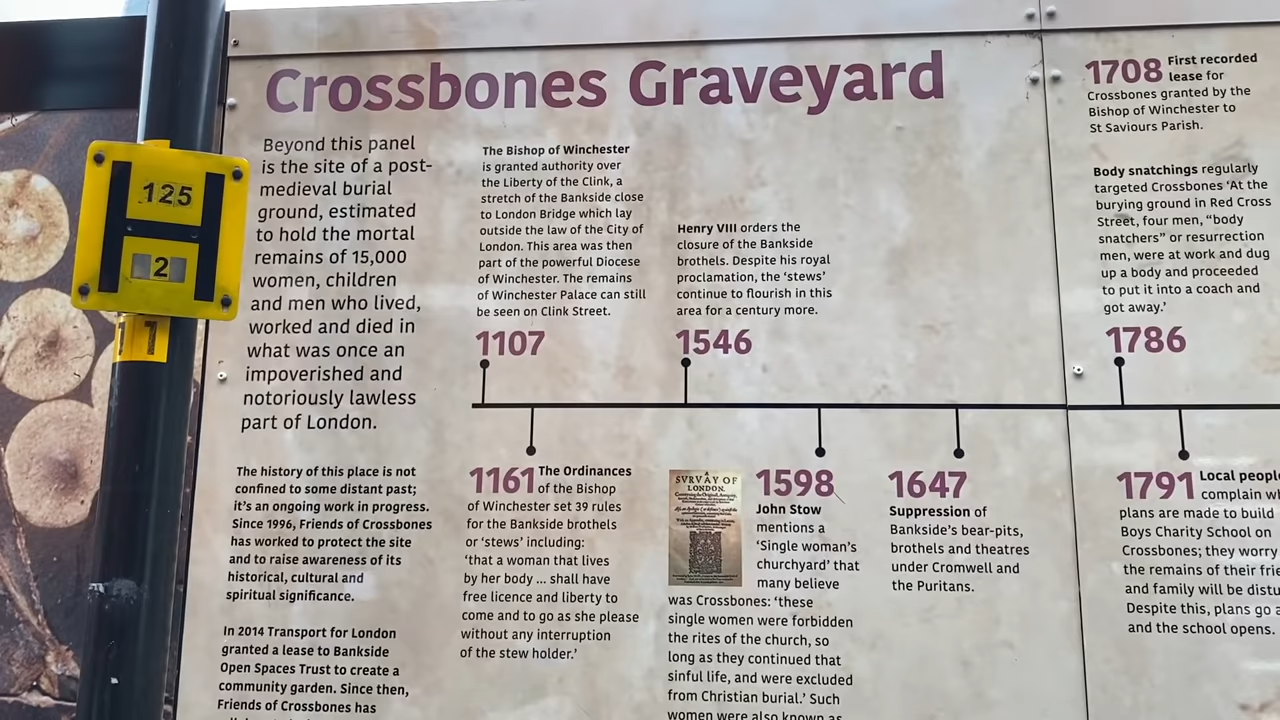 Crossbones Graveyard
125
2
1 1
Beyond this panel
is the site of a post-
medieval burial
ground, estimated
to hold the mortal
remains of 15,000
women, children
and men who lived,
worked and died in
what was once an
impoverished and
notoriously lawless
part of London.
The history of this place is not
confined to some distant past;
it's an ongoing work in progress.
Since 1996, Friends of Crossbones
has worked to protect the site
and to raise awareness of its
historical, cultural and
spiritual significance.
In 2014 Transport for London
granted a lease to Bankside
Open Spaces Trust to create a
community garden. Since then,
Friends of Crossbones has
The Bishop of Winchester
is granted authority over
the Liberty of the Clink, a
stretch of the Bankside close
to London Bridge which lay
outside the law of the City of
London. This area was then
part of the powerful Diocese
of Winchester. The remains
of Winchester Palace can still
be seen on Clink Street.
1107
1161 The Ordinances
of the Bishop
of Winchester set 39 rules
for the Bankside brothels
or 'stews' including:
'that a woman that lives
by her body ... shall have
free licence and liberty to
come and to go as she please
without any interruption
of the stew holder.'
Henry VIII orders the
closure of the Bankside
brothels. Despite his royal
proclamation, the 'stews'
continue to flourish in this
area for a century more.
1546
A
SURVAY OF
LONDON.
1598
John Stow
mentions a
'Single woman's
churchyard' that
many believe
was Crossbones: 'these
single women were forbidden
the rites of the church, so
long as they continued that
sinful life, and were excluded
from Christian burial.' Such
women were also known as
1647
Suppression of
Bankside's bear-pits,
brothels and theatres
under Cromwell and
the Puritans.
1708 First recorded
lease for
Crossbones granted by the
Bishop of Winchester to
St Saviours Parish.
Body snatchings regularly
targeted Crossbones 'At the
burying ground in Red Cross
Street, four men, "body
snatchers" or resurrection
men, were at work and dug
up a body and proceeded
to put it into a coach and
got away.'
1786
1791 Local people
complain
plans are made to build
Boys Charity School on
Crossbones; they worry
the remains of their
and family will be
Despite this, plans go
and the school opens.